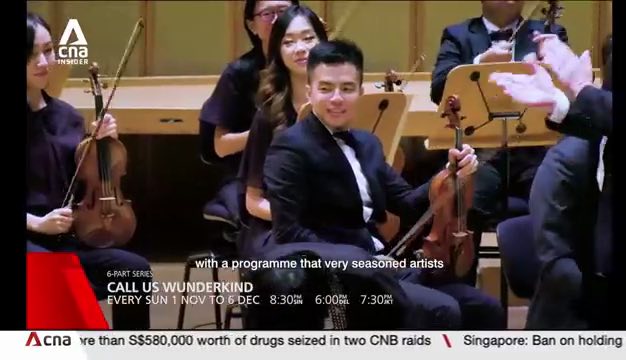 cna
INSIDER
with a programme that very seasoned artists
6-PART SERIES
CALL US WUNDERKIND
EVERY SUN 1 NOV TO 6 DEC 8:30PM SIN 6:00PM DEL 7:30PM JKT
cna ore than S$580,000 worth of drugs seized in two CNB raids \ Singapore: Ban on holding